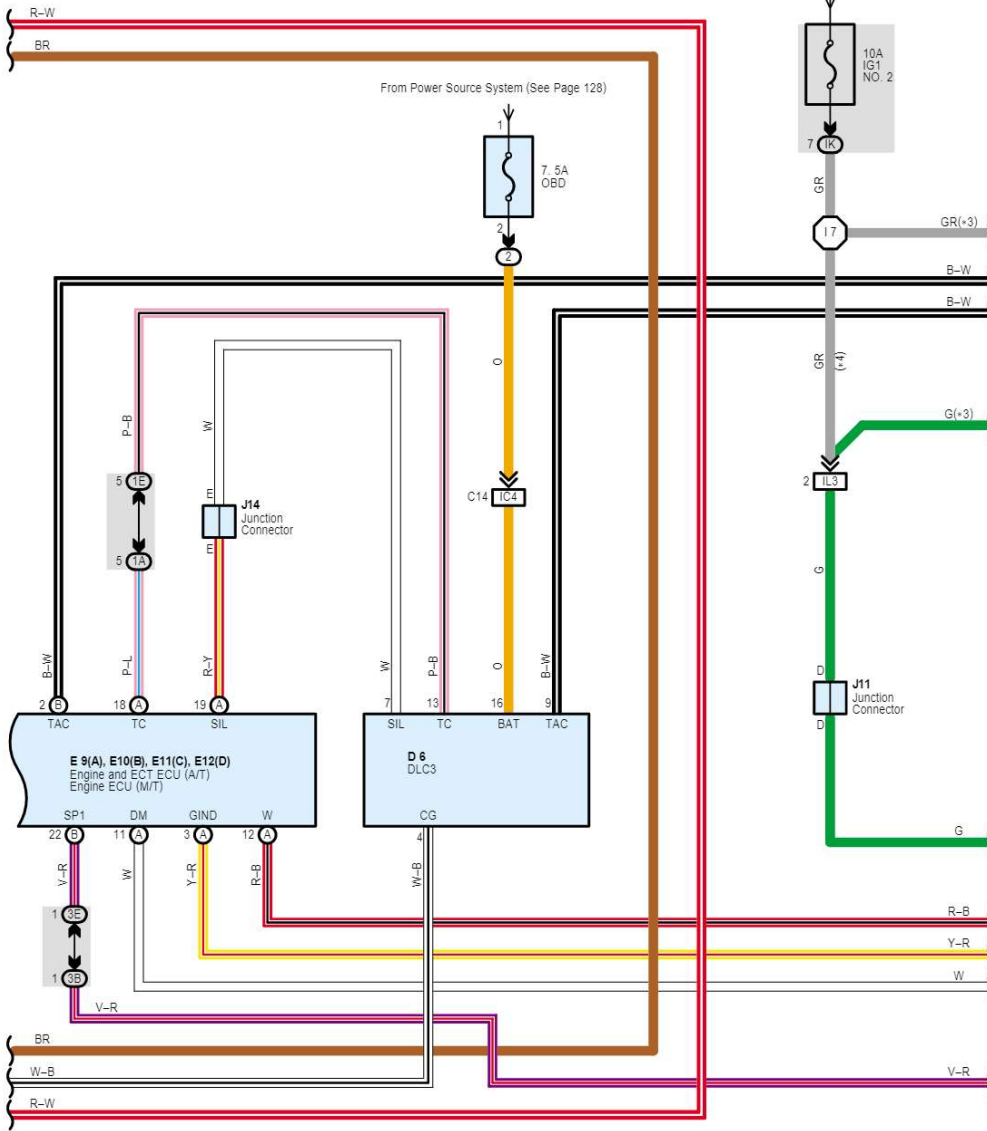 R–W
BR
From Power Source System (See Page 128)
10A
IG1
NO. 2
7 IK
1
7. 5A
OBD
2
2
GR
I 7
GR(*3)
B–W
B–W
O
GR
(*4)
P–B
W
G(*3)
5 1E
E
J14
Junction
Connector
C14 IC4
2 IL3
E
5 1A
G
B–W
P–L
R–Y
W
P–B
O
B–W
D
J11
Junction
Connector
D
2 B
18 A
19 A
7
13
16
9
TAC
TC
SIL
SIL
TC
BAT
TAC
E 9(A), E10(B), E11(C), E12(D)
Engine and ECT ECU (A/T)
Engine ECU (M/T)
D 6
DLC3
SP1
DM
GIND
W
CG
22 B
11 A
3 A
12 A
4
G
V–R
W
Y–R
R–B
W–B
1 3E
R–B
Y–R
1 3B
W
V–R
BR
W–B
V–R
R–W